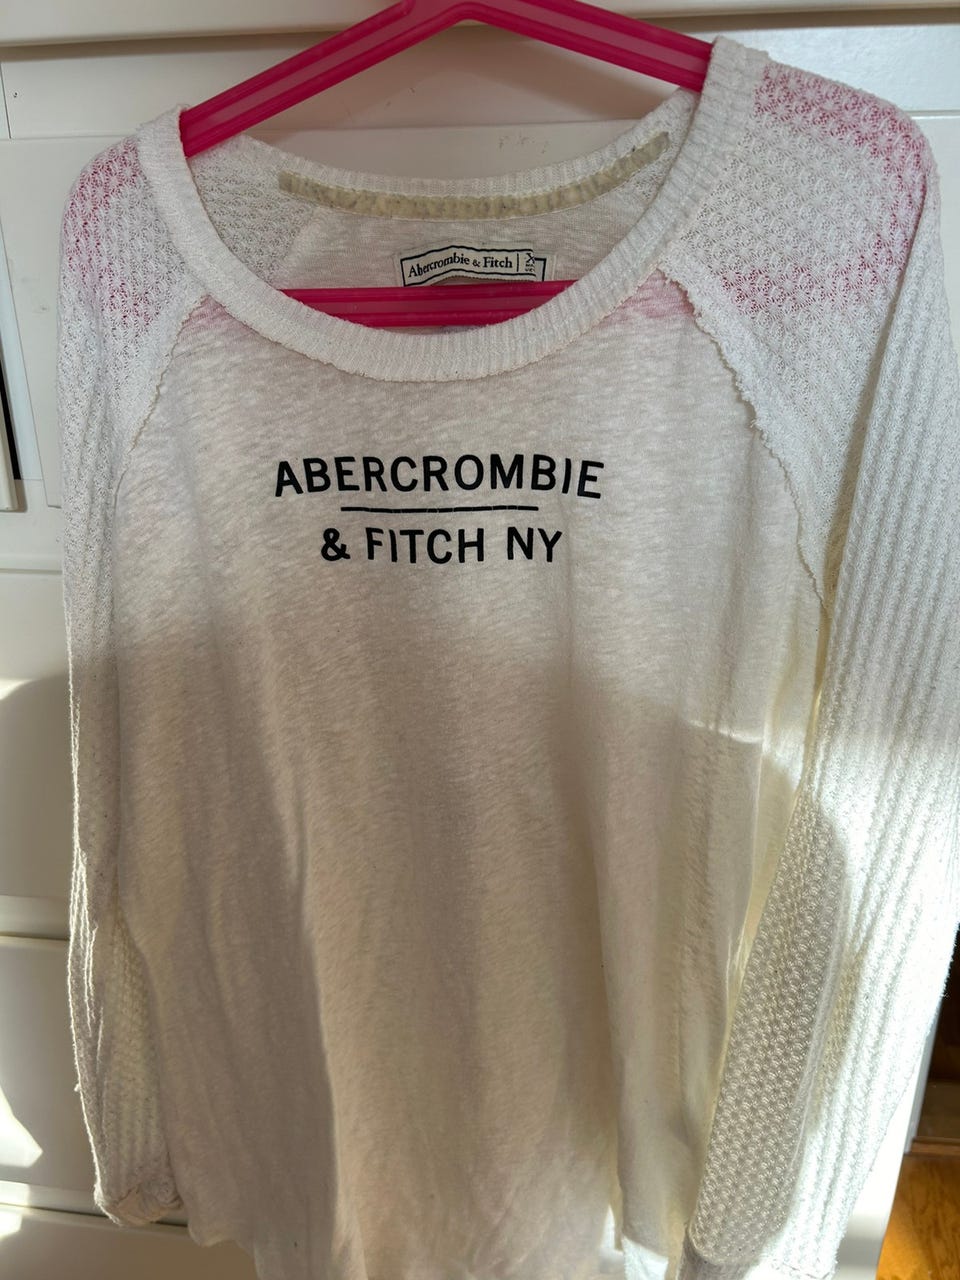 Abercrombie & Fitch
ABERCROMBIE
& FITCH NY